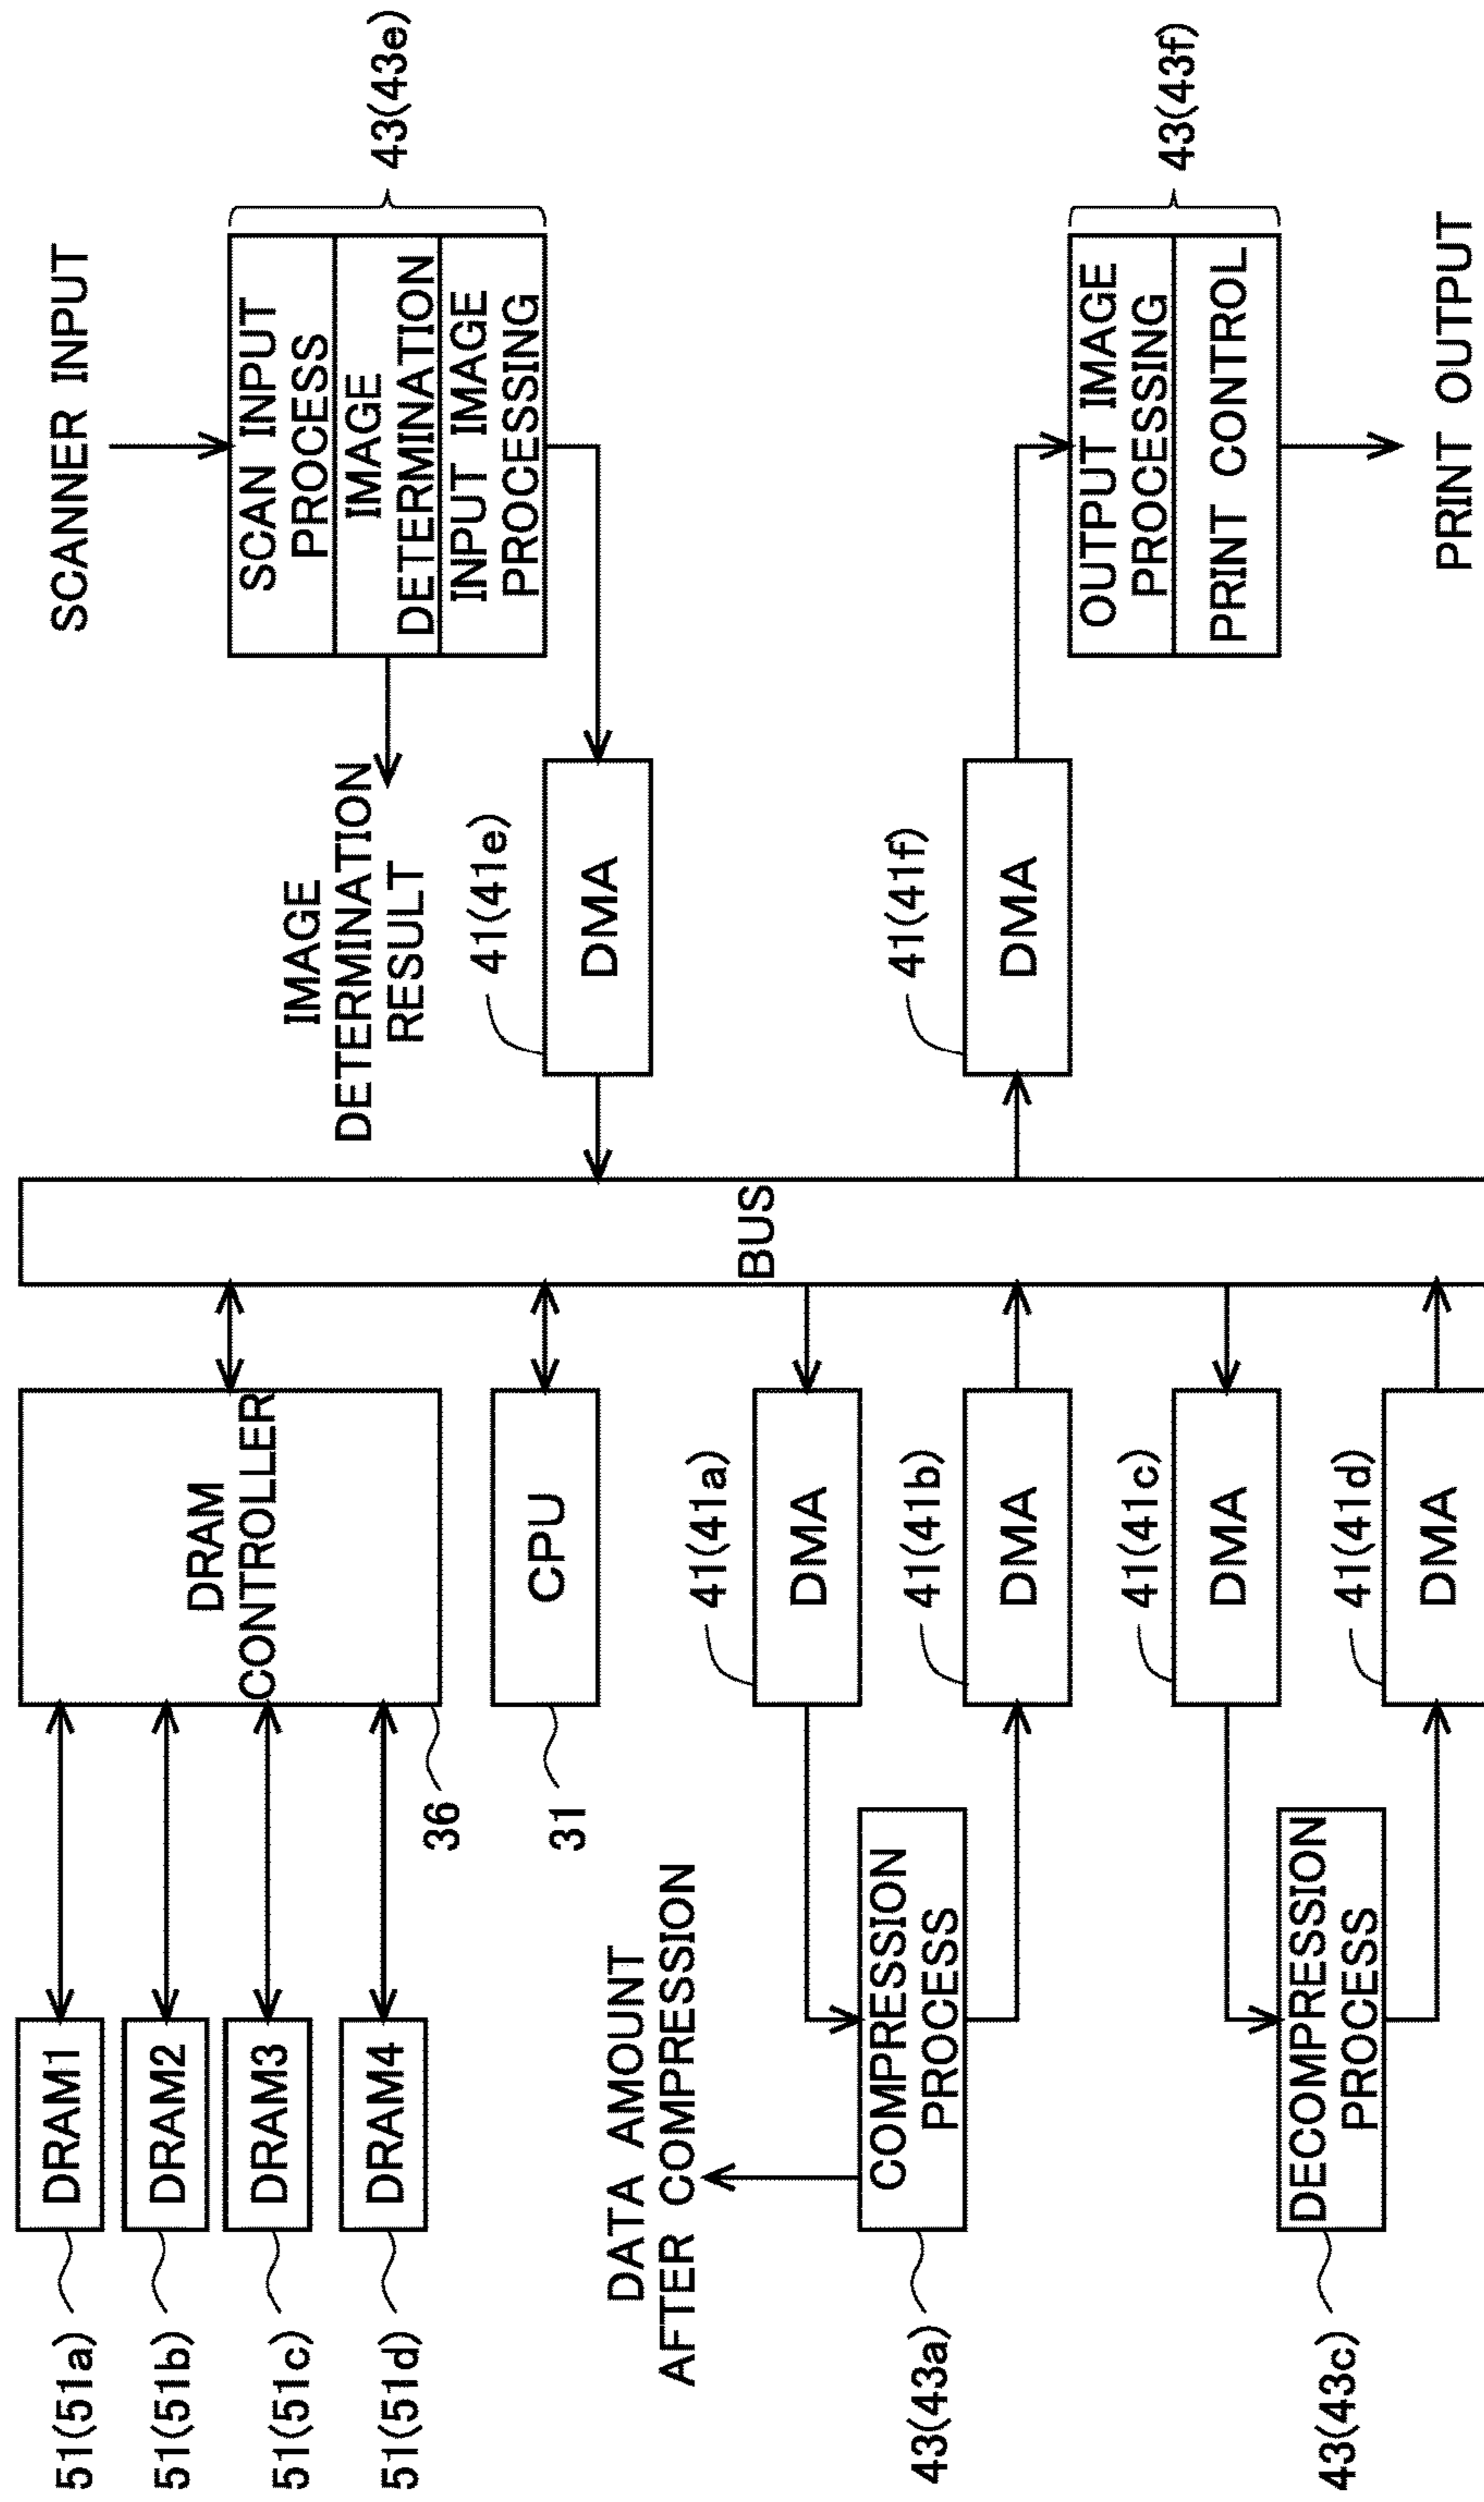 SCANNER INPUT
SCAN INPUT
PROCESS
IMAGE
DETERMINATION
INPUT IMAGE
PROCESSING
43(43e)
IMAGE
DETERMINATION
RESULT
41(41e)
DMA
41(41f)
DMA
OUTPUT IMAGE
PROCESSING
PRINT CONTROL
43(43f)
PRINT OUTPUT
BUS
DRAM
CONTROLLER
36
CPU
31
41(41a)
DMA
41(41b)
DMA
41(41c)
DMA
41(41d)
DMA
DRAM1
DRAM2
DRAM3
DRAM4
51(51a)
51(51b)
51(51c)
51(51d)
DATA AMOUNT
AFTER COMPRESSION
COMPRESSION
PROCESS
43(43a)
DECOMPRESSION
PROCESS
43(43c)